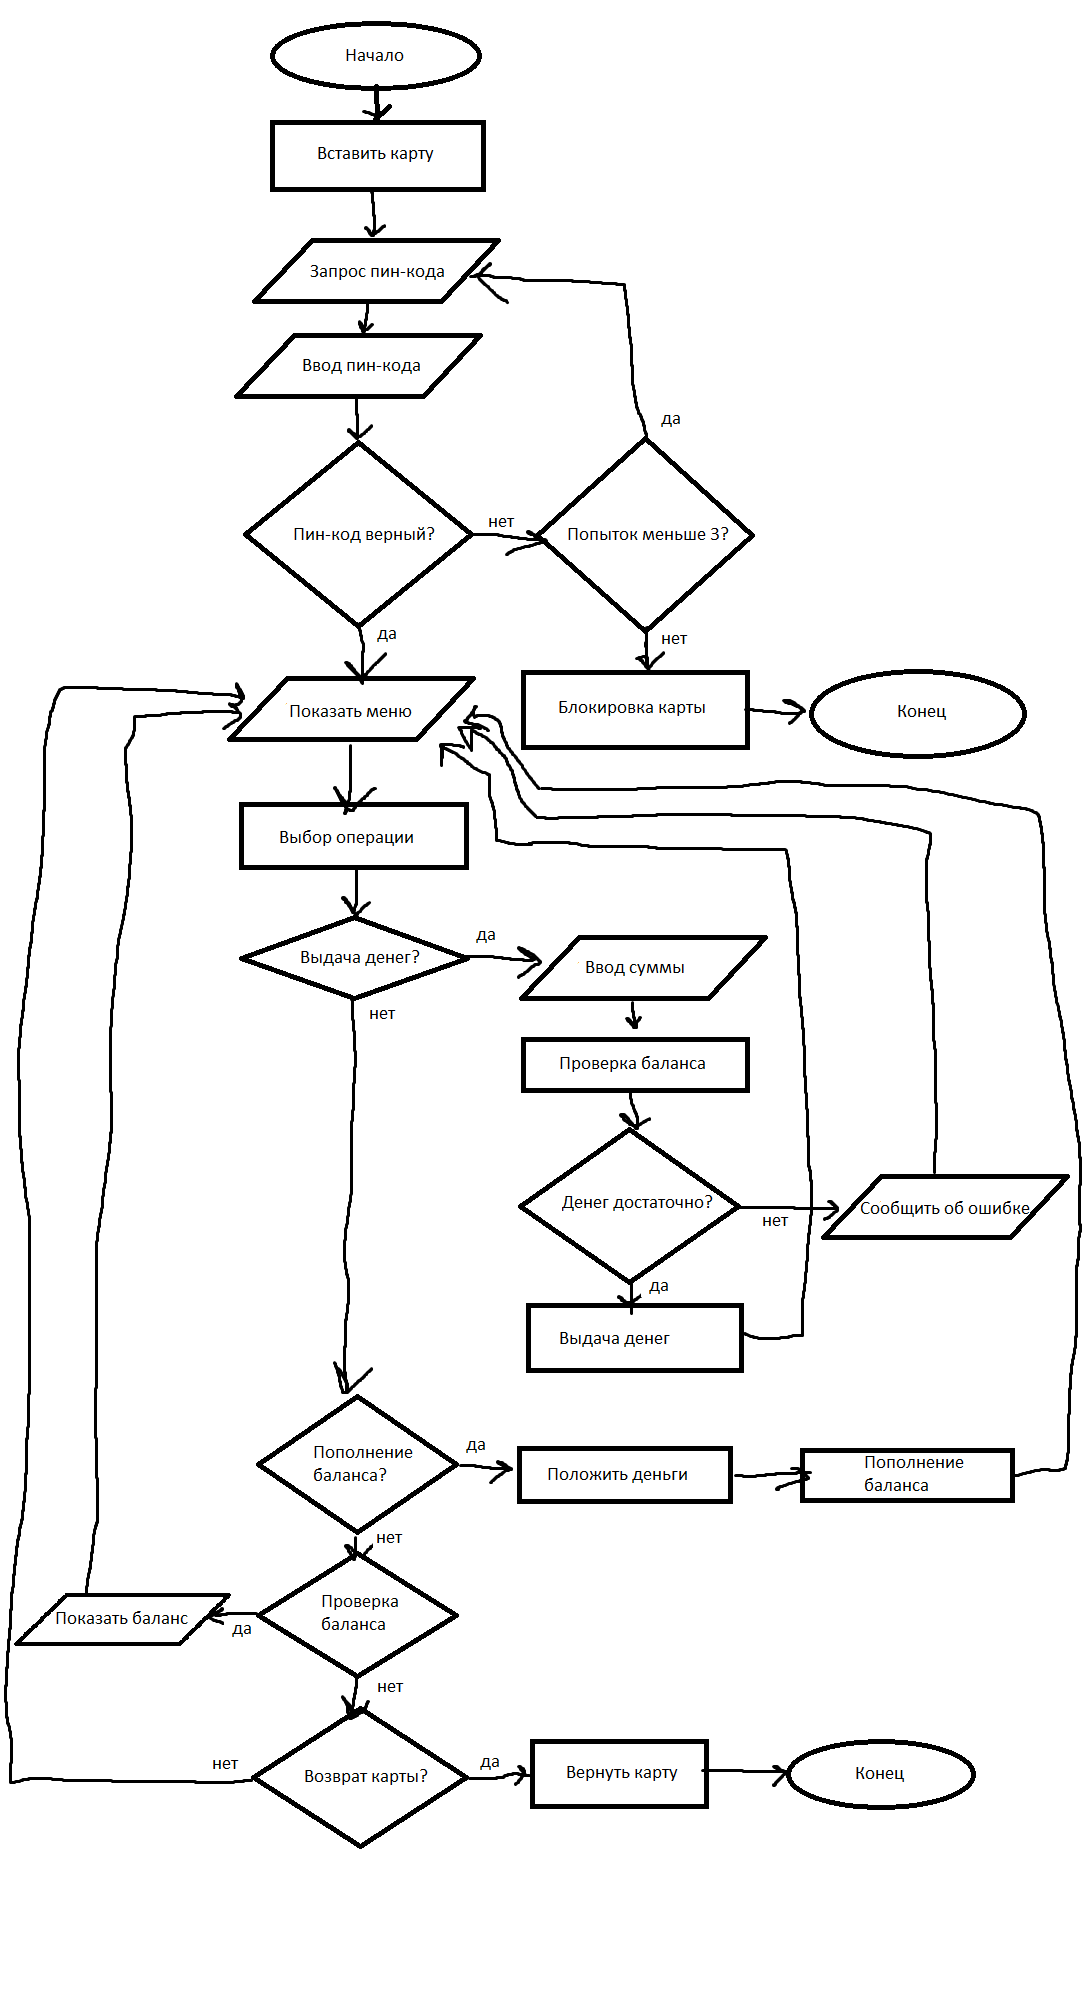 Начало
Вставить карту
Запрос пин-кода
Ввод пин-кода
да
Пин-код верный?
нет
Попыток меньше 3?
да
нет
Показать меню
Блокировка карты
Конец
Выбор операции
Выдача денег?
да
Ввод суммы
нет
Проверка баланса
Денег достаточно?
нет
Сообщить об ошибке
да
Выдача денег
Пополнение
баланса?
да
Положить деньги
Пополнение
баланса
нет
Проверка
баланса
да
Показать баланс
нет
Возврат карты?
нет
да
Вернуть карту
Конец